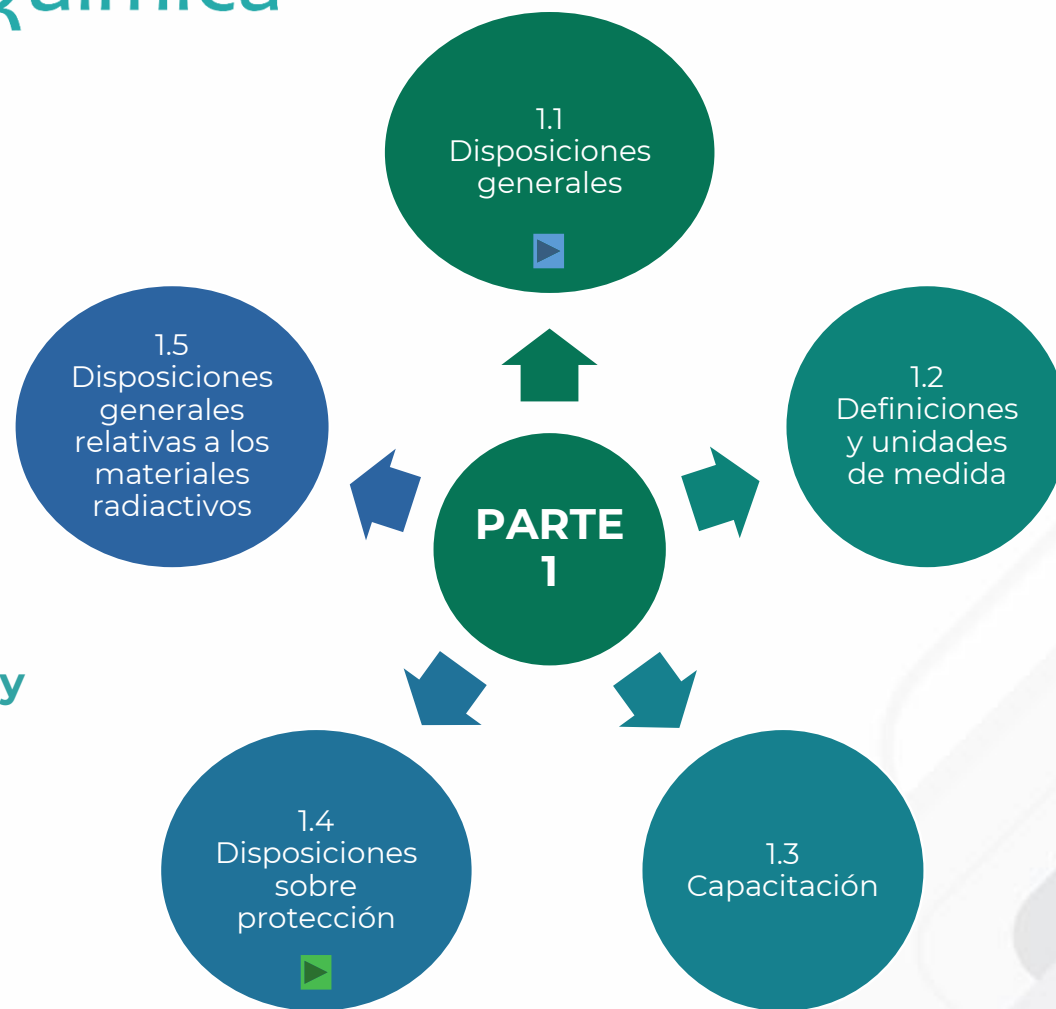 PARTE
1
1.1
Disposiciones
generales
1.2
Definiciones
y unidades
de medida
1.3
Capacitación
1.4
Disposiciones
sobre
protección
1.5
Disposiciones
generales
relativas a los
materiales
radiactivos
y